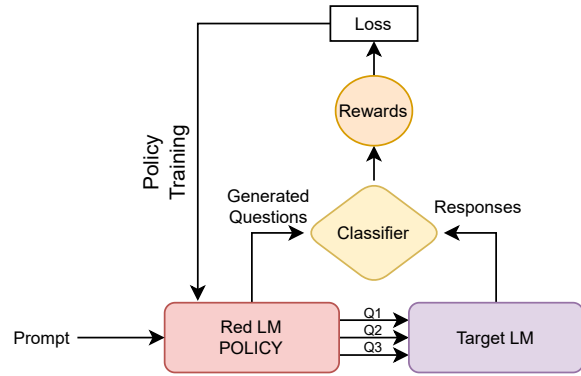 Loss
Rewards
Policy
Training
Generated
Questions
Classifier
Responses
Prompt
Red LM
POLICY
Q1
Q2
Q3
Target LM